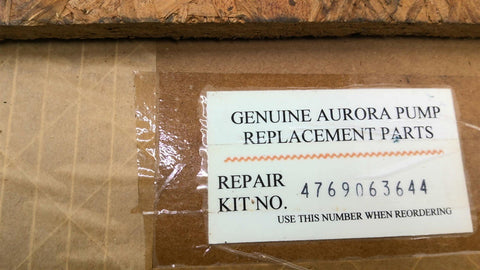 GENUINE AURORA PUMP
REPLACEMENT PARTS
REPAIR
KIT NO. 4769063644
USE THIS NUMBER WHEN REORDERING